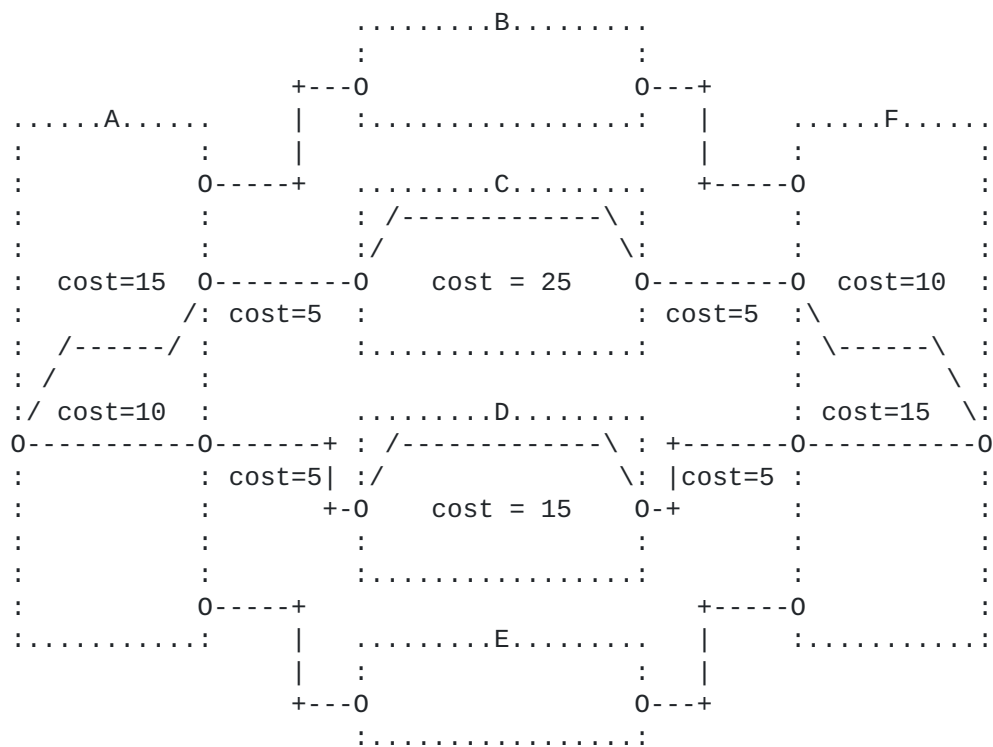 .........B.........
:                 :
+---O                 O---+
......A......     |   :.................:   |     ......F......
:           :     |                         |     :           :
:           O-----+   .........C.........   +-----O           :
:           :         : /-------------\ :         :           :
:           :         :/               \:         :           :
:  cost=15  O---------O    cost = 25    O---------O  cost=10  :
:          /: cost=5  :                 : cost=5  :\          :
:  /------/ :         :.................:         : \------\  :
: /         :                                     :         \ :
:/ cost=10  :         .........D.........         : cost=15  \:
O-----------O-------+ : /-------------\ : +-------O-----------O
:           : cost=5| :/               \: |cost=5 :           :
:           :       +-O    cost = 15    O-+       :           :
:           :         :                 :         :           :
:           :         :.................:         :           :
:           O-----+                         +-----O           :
:...........:     |   .........E.........   |     :...........:
|   :                 :   |
+---O                 O---+
:.................: